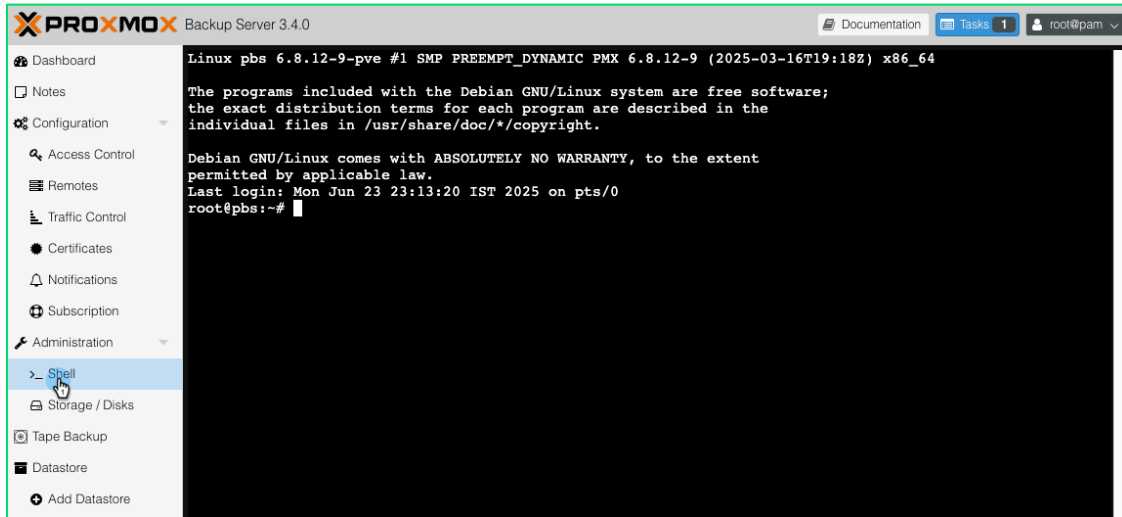 PROXMOX Backup Server 3.4.0
Documentation
Tasks 1
root@pam
Dashboard
Notes
Configuration
Access Control
Remotes
Traffic Control
Certificates
Notifications
Subscription
Administration
>_ Shell
1
Storage / Disks
Tape Backup
Datastore
Add Datastore
Linux pbs 6.8.12-9-pve #1 SMP PREEMPT_DYNAMIC PMX 6.8.12-9 (2025-03-16T19:18Z) x86_64
The programs included with the Debian GNU/Linux system are free software;
the exact distribution terms for each program are described in the
individual files in /usr/share/doc/*/copyright.
Debian GNU/Linux comes with ABSOLUTELY NO WARRANTY, to the extent
permitted by applicable law.
Last login: Mon Jun 23 23:13:20 IST 2025 on pts/0
root@pbs:~#